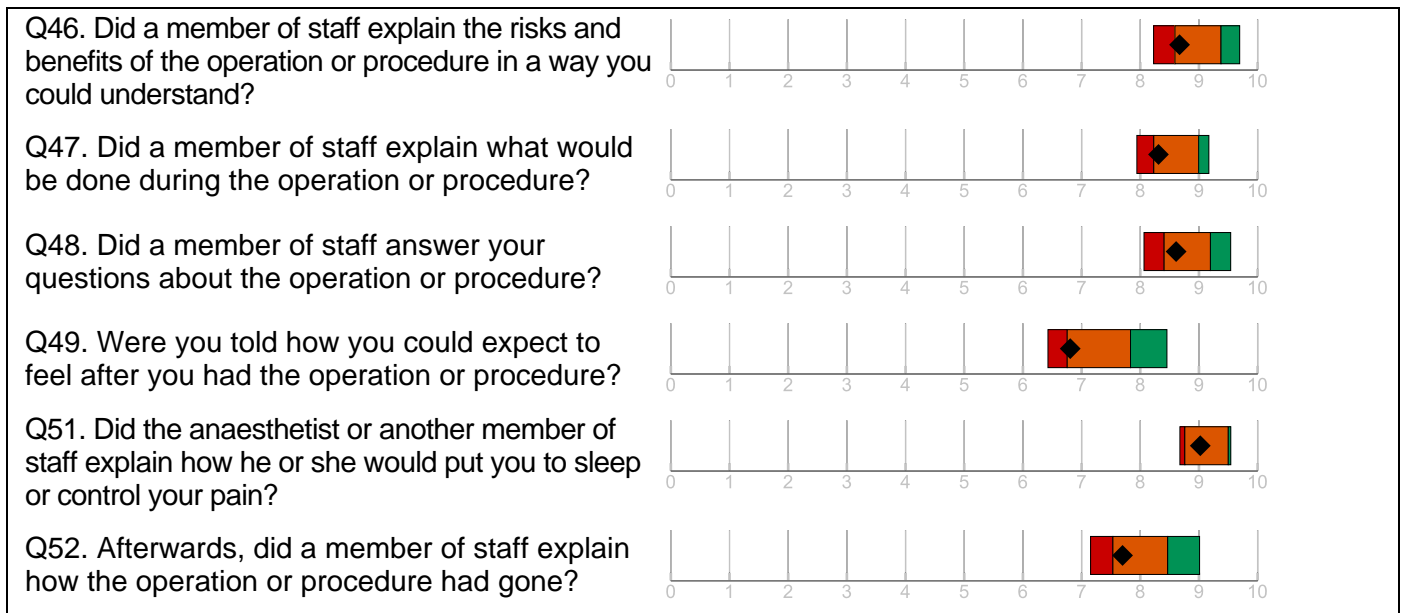 Q46. Did a member of staff explain the risks and
benefits of the operation or procedure in a way you
could understand?
0 1 2 3 4 5 6 7 8 9 10
Q47. Did a member of staff explain what would
be done during the operation or procedure?
0 1 2 3 4 5 6 7 8 9 10
Q48. Did a member of staff answer your
questions about the operation or procedure?
0 1 2 3 4 5 6 7 8 9 10
Q49. Were you told how you could expect to
feel after you had the operation or procedure?
0 1 2 3 4 5 6 7 8 9 10
Q51. Did the anaesthetist or another member of
staff explain how he or she would put you to sleep
or control your pain?
0 1 2 3 4 5 6 7 8 9 10
Q52. Afterwards, did a member of staff explain
how the operation or procedure had gone?
0 1 2 3 4 5 6 7 8 9 10